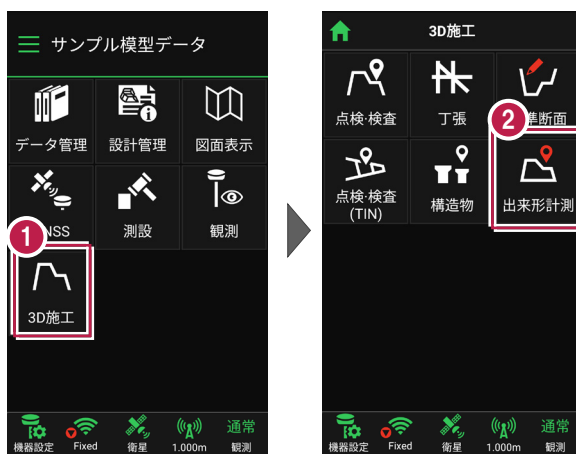 サンプル模型データ
データ管理
設計管理
図面表示
NSS
測設
観測
1
3D施工
機器設定
Fixed
衛星
1.000m
通常
観測
3D施工
点検·検査
丁張
準断面
2
点検·検査
(TIN)
構造物
出来形計測
機器設定
Fixed
衛星
1.000m
通常
観測